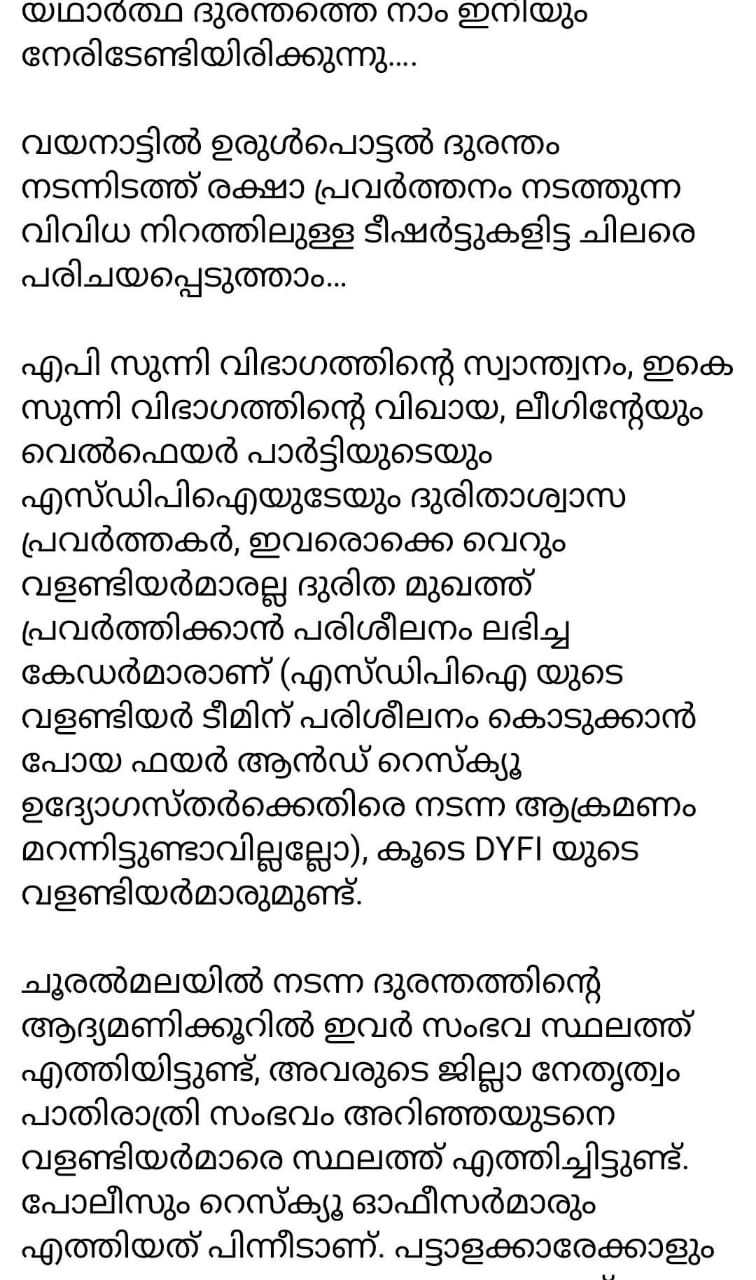 യഥാർത്ഥ ദുരന്തത്തെ നാം ഇനിയും
നേരിടേണ്ടിയിരിക്കുന്നു....
വയനാട്ടിൽ ഉരുൾപൊട്ടൽ ദുരന്തം
നടന്നിടത്ത് രക്ഷാ പ്രവർത്തനം നടത്തുന്ന
വിവിധ നിറത്തിലുള്ള ടീഷർട്ടുകളിട്ട ചിലരെ
പരിചയപ്പെടുത്താം...
എപി സുന്നി വിഭാഗത്തിന്റെ സ്വാന്ത്വനം, ഇകെ
സുന്നി വിഭാഗത്തിന്റെ വിഖായ, ലീഗിന്റേയും
വെൽഫെയർ പാർട്ടിയുടെയും
എസ്ഡിപിഐയുടേയും ദുരിതാശ്വാസ
പ്രവർത്തകർ, ഇവരൊക്കെ വെറും
വളണ്ടിയർമാരല്ല ദുരിത മുഖത്ത്
പ്രവർത്തിക്കാൻ പരിശീലനം ലഭിച്ച
കേഡർമാരാണ് (എസ്ഡിപിഐ യുടെ
വളണ്ടിയർ ടീമിന് പരിശീലനം കൊടുക്കാൻ
പോയ ഫയർ ആൻഡ് റെസ്ക്യൂ
ഉദ്യോഗസ്തർക്കെതിരെ നടന്ന ആക്രമണം
മറന്നിട്ടുണ്ടാവില്ലല്ലോ), കൂടെ DYFI യുടെ
വളണ്ടിയർമാരുമുണ്ട്.
ചൂരൽമലയിൽ നടന്ന ദുരന്തത്തിന്റെ
ആദ്യമണിക്കൂറിൽ ഇവർ സംഭവ സ്ഥലത്ത്
എത്തിയിട്ടുണ്ട്, അവരുടെ ജില്ലാ നേതൃത്വം
പാതിരാത്രി സംഭവം അറിഞ്ഞയുടനെ
വളണ്ടിയർമാരെ സ്ഥലത്ത് എത്തിച്ചിട്ടുണ്ട്.
പോലീസും റെസ്ക്യൂ ഓഫീസർമാരും
എത്തിയത് പിന്നീടാണ്. പട്ടാളക്കാരേക്കാളും